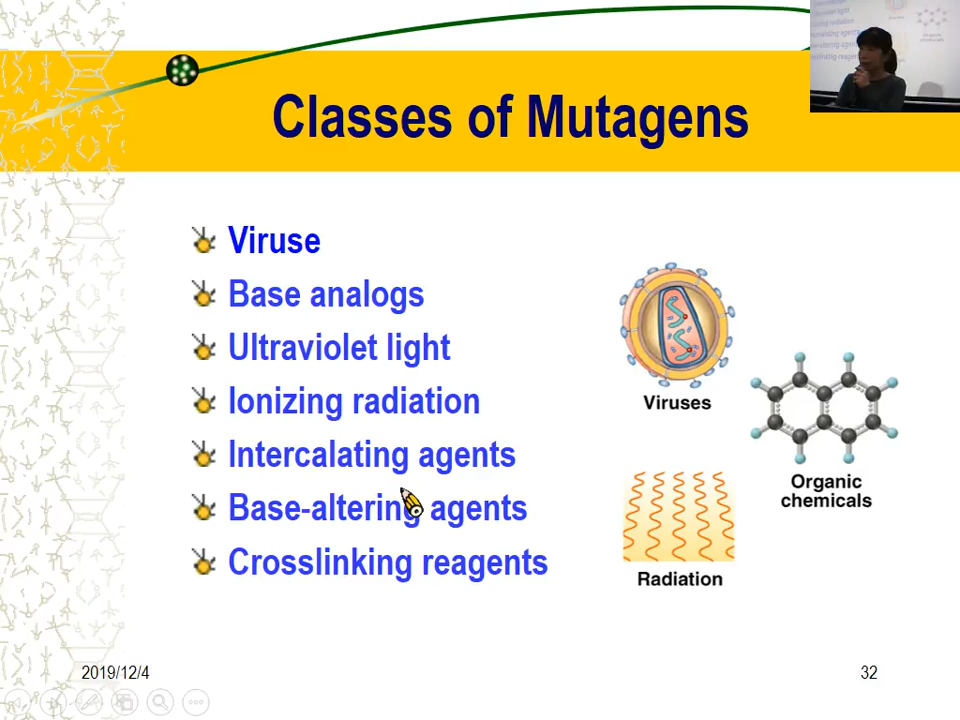 Classes of Mutagens
Viruse
Base analogs
Ultraviolet light
Ionizing radiation
Intercalating agents
Base-altering agents
Crosslinking reagents
Viruses
Organic
chemicals
Radiation
2019/12/4
32